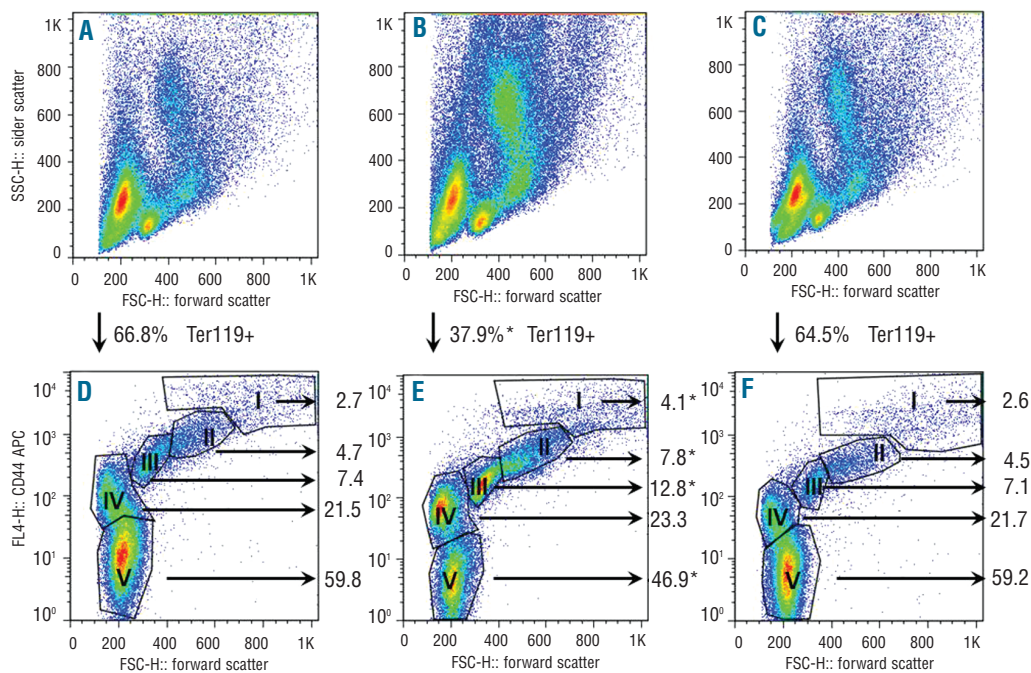 A
B
C
SSC-H:: sider scatter
1K
800
600
400
200
0
1K
800
600
400
200
0
1K
800
600
400
200
0
0 200 400 600 800 1K
0 200 400 600 800 1K
0 200 400 600 800 1K
FSC-H:: forward scatter
FSC-H:: forward scatter
FSC-H:: forward scatter
66.8% Ter119+
37.9%* Ter119+
64.5% Ter119+
D
E
F
FL4-H:: CD44 APC
10⁴
10³
10²
10¹
10⁰
I
II
III
IV
V
2.7
4.7
7.4
21.5
59.8
10⁴
10³
10²
10¹
10⁰
I
II
III
IV
V
4.1*
7.8*
12.8*
23.3
46.9*
10⁴
10³
10²
10¹
10⁰
I
II
III
IV
V
2.6
4.5
7.1
21.7
59.2
0 200 400 600 800 1K
0 200 400 600 800 1K
0 200 400 600 800 1K
FSC-H:: forward scatter
FSC-H:: forward scatter
FSC-H:: forward scatter